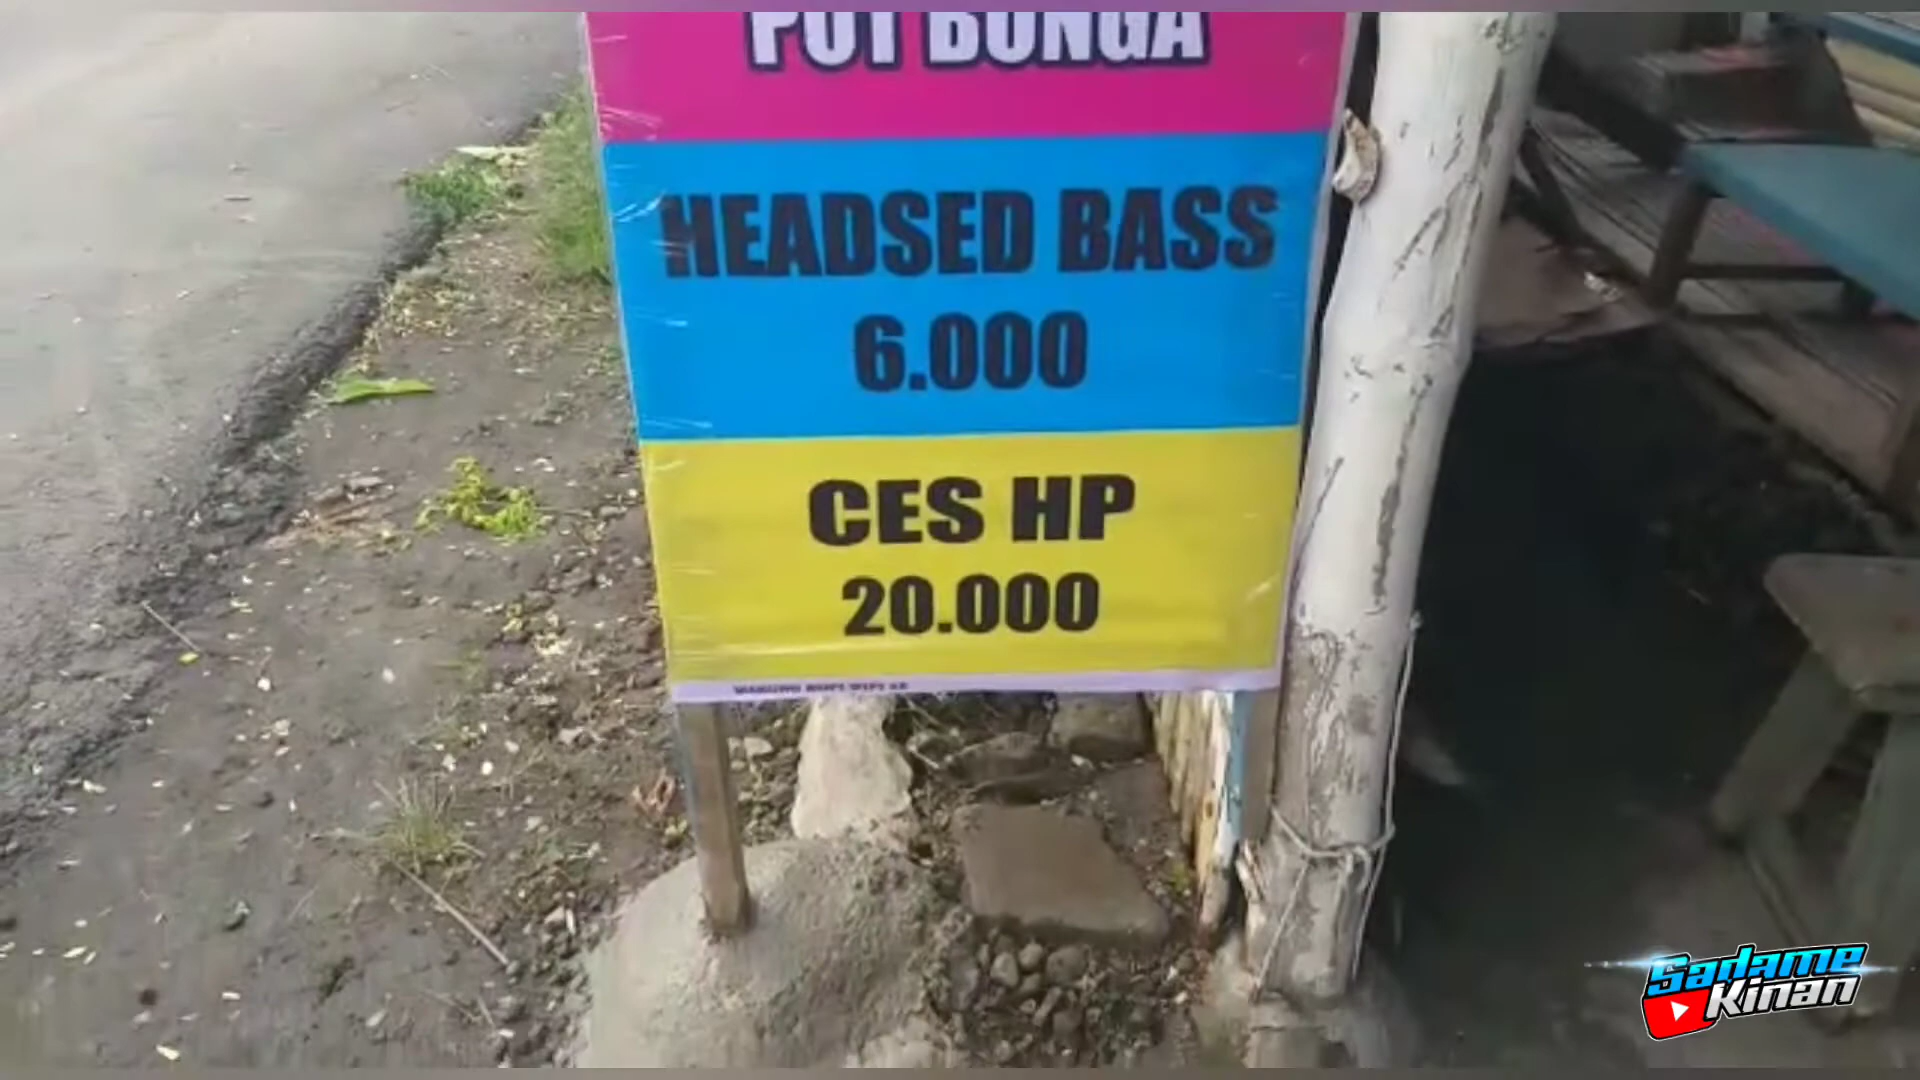 POT BUNGA
HEADSED BASS
6.000
CES HP
20.000
Sadame
Kinan